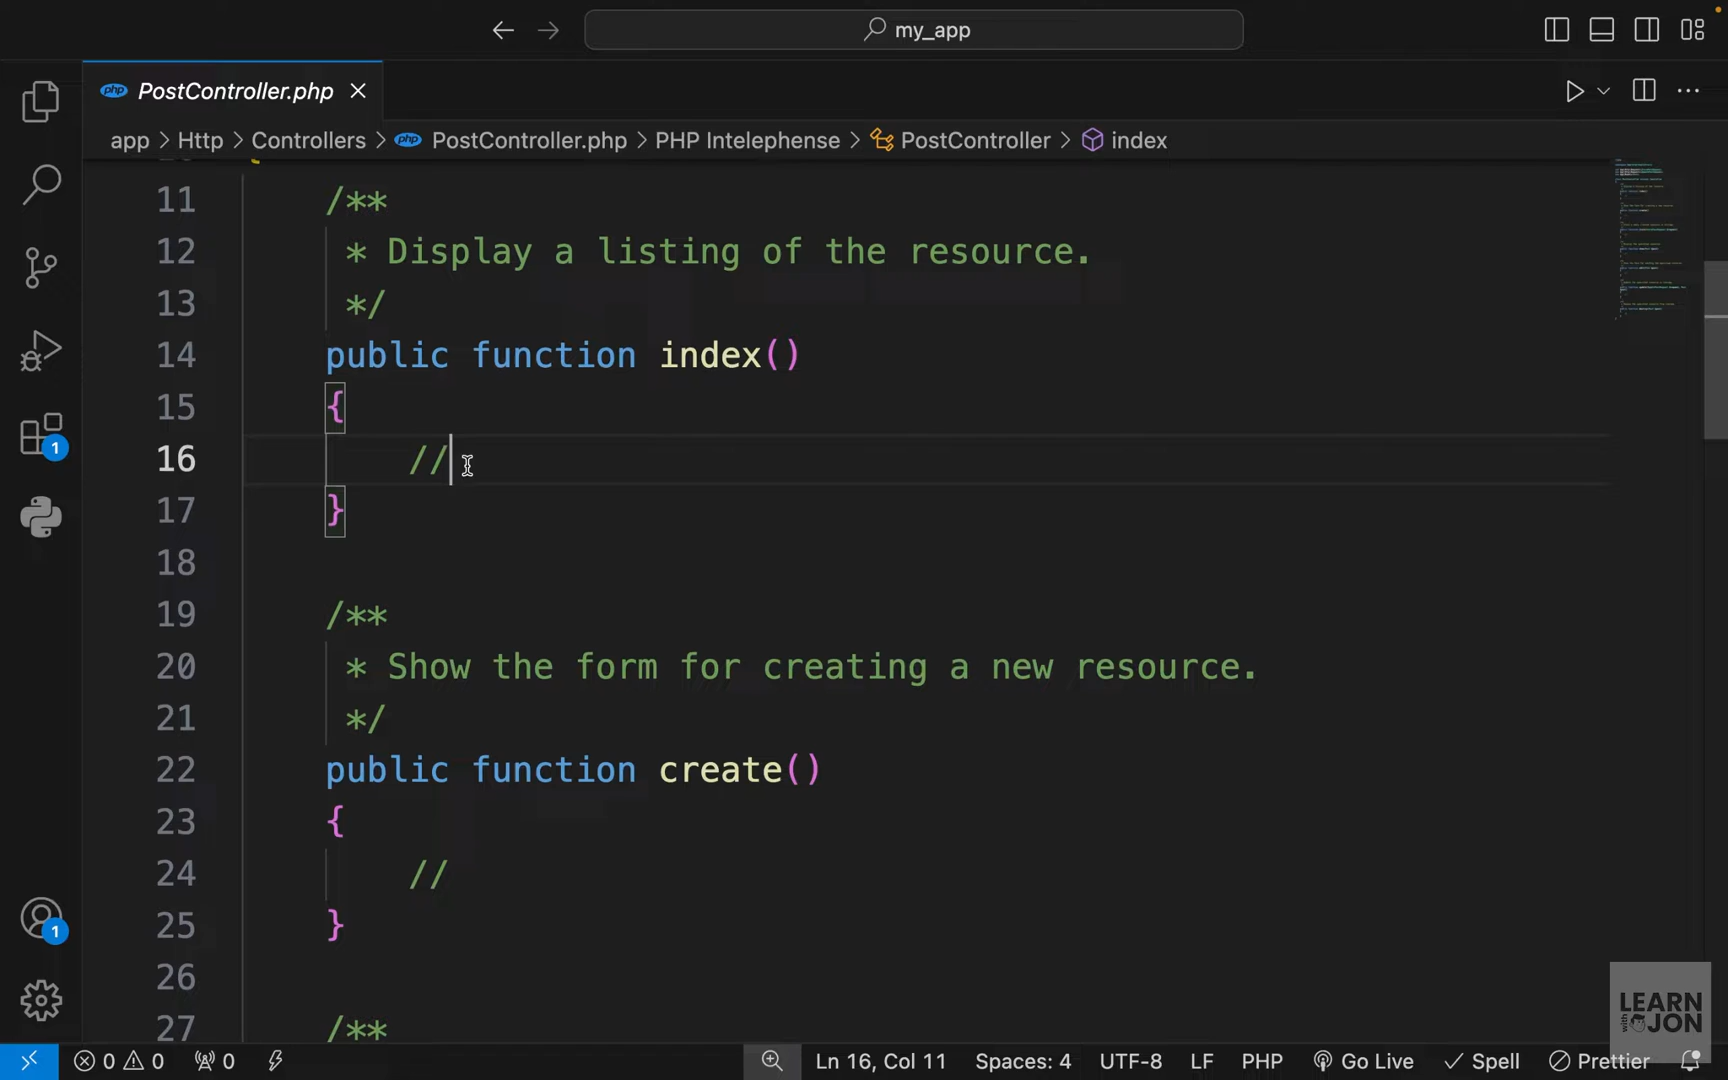 my_app
PostController.php
app > Http > Controllers > PostController.php > PHP Intelephense > PostController > index
11 /**
12 * Display a listing of the resource.
13 */
14 public function index()
15 {
16 //
17 }
18
19 /**
20 * Show the form for creating a new resource.
21 */
22 public function create()
23 {
24 //
25 }
26
27 /**
1
1
LEARN
with JON
0 0 0 Ln 16, Col 11 Spaces: 4 UTF-8 LF PHP Go Live Spell Prettier